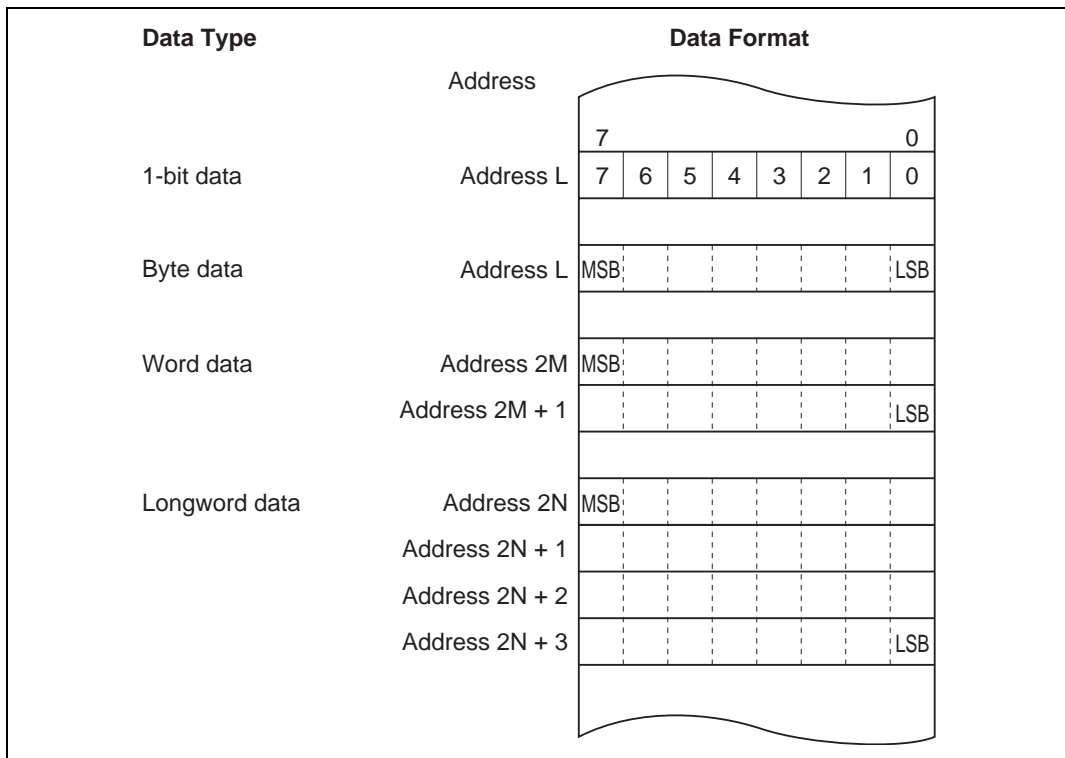 Data Type Data Format
Address
7 0
1-bit data Address L 7 6 5 4 3 2 1 0
Byte data Address L MSB LSB
Word data Address 2M MSB
Address 2M + 1 LSB
Longword data Address 2N MSB
Address 2N + 1
Address 2N + 2
Address 2N + 3 LSB